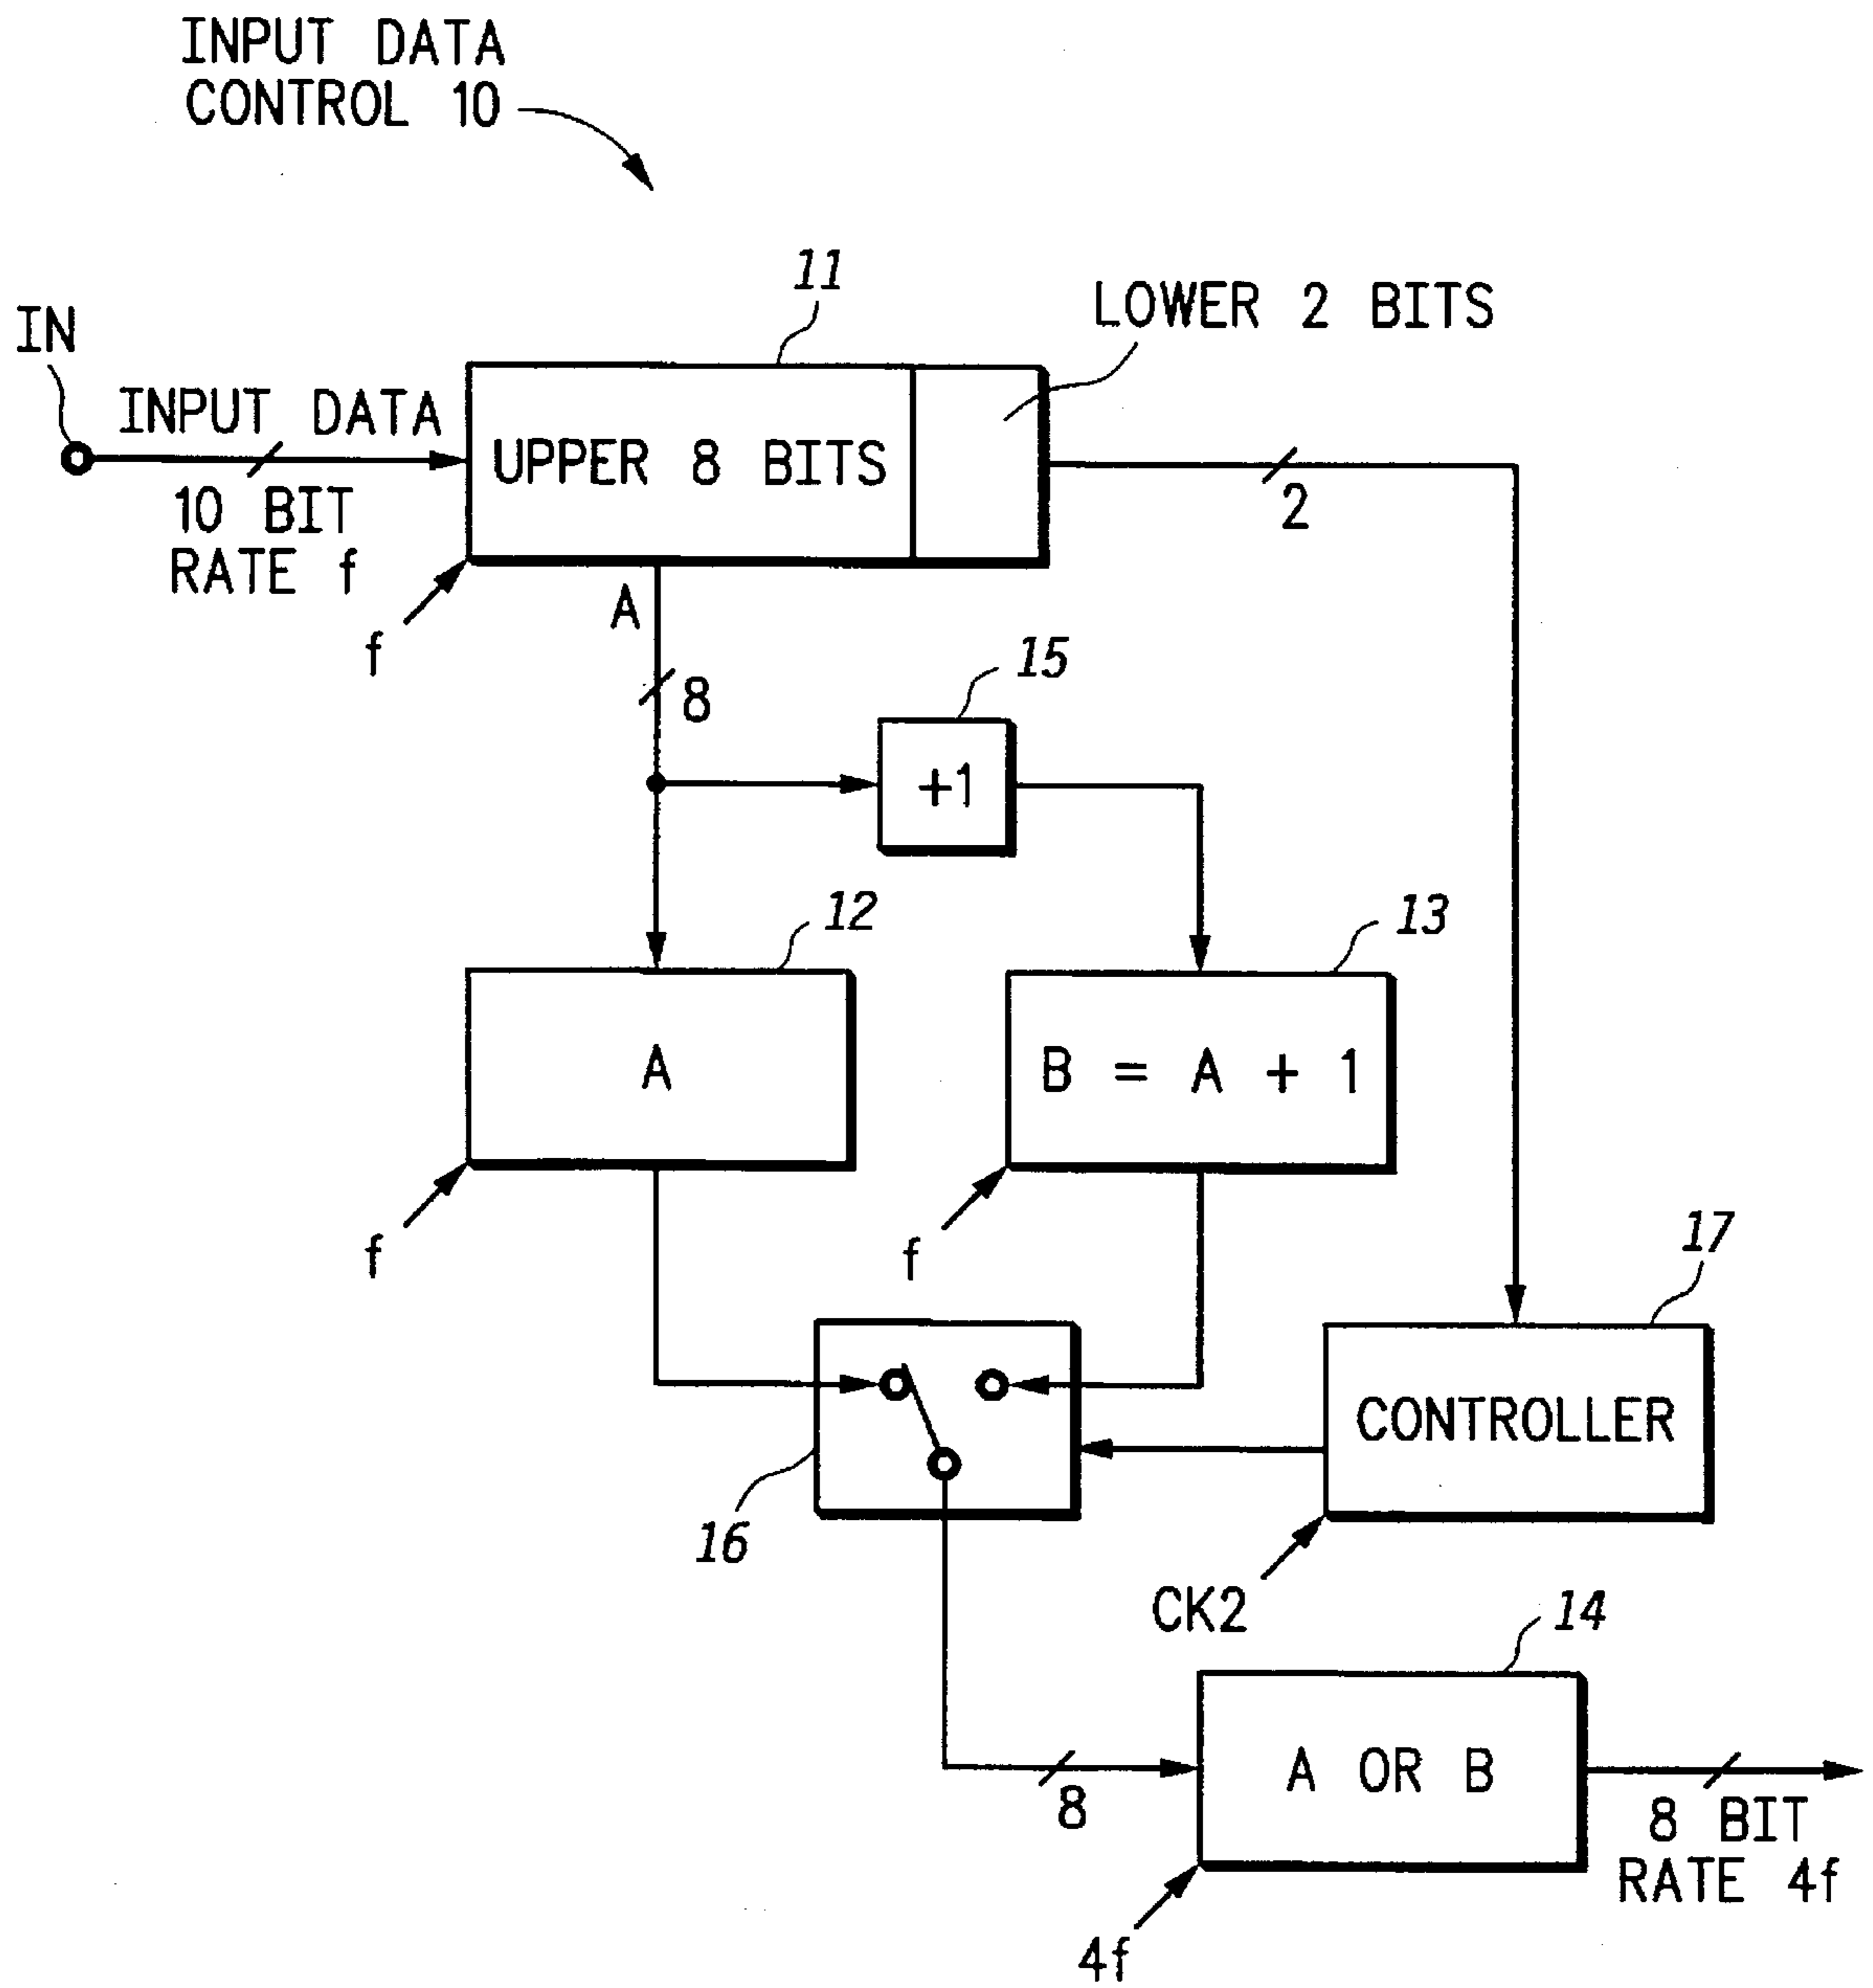 INPUT DATA
CONTROL 10
11
LOWER 2 BITS
IN
INPUT DATA
UPPER 8 BITS
10 BIT
RATE f
2
f
A
8
15
+1
12
13
A
B = A + 1
f
f
17
CONTROLLER
16
CK2
14
A OR B
8
8 BIT
RATE 4f
4f